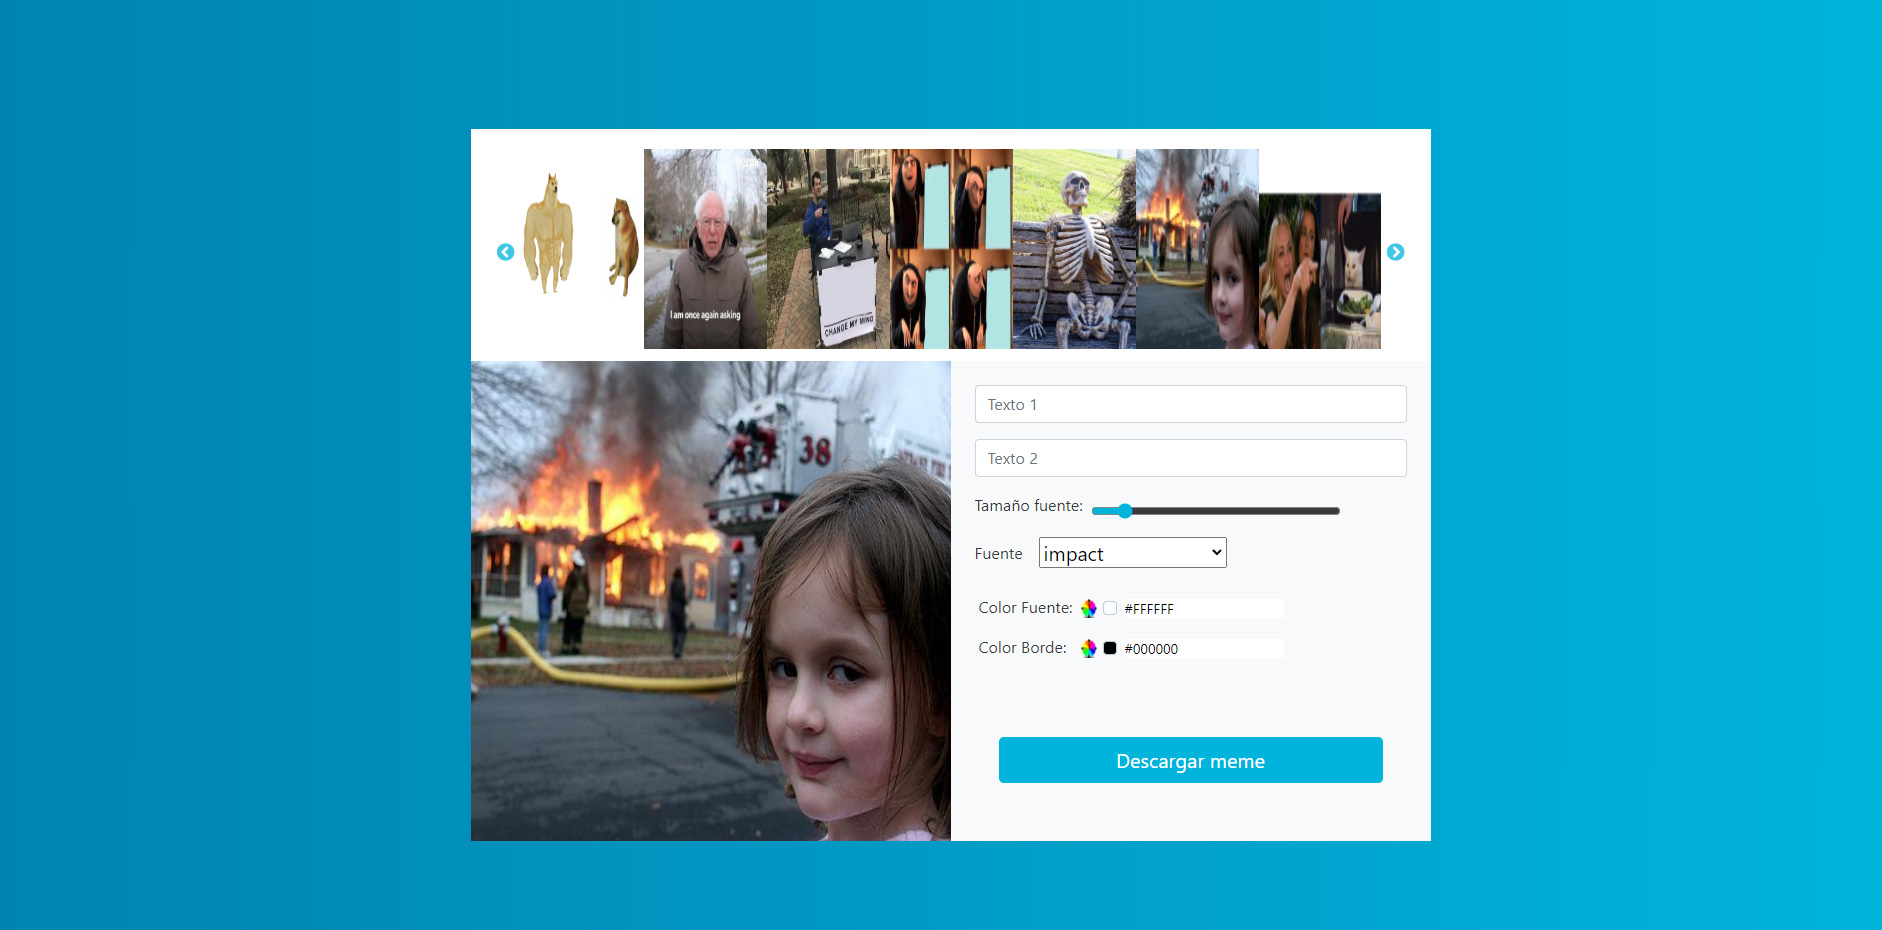 I am once again asking
CHANGE MY MIND
38
38
Texto 1
Texto 2
Tamaño fuente:
Fuente
impact
Color Fuente:
#FFFFFF
Color Borde:
#000000
Descargar meme